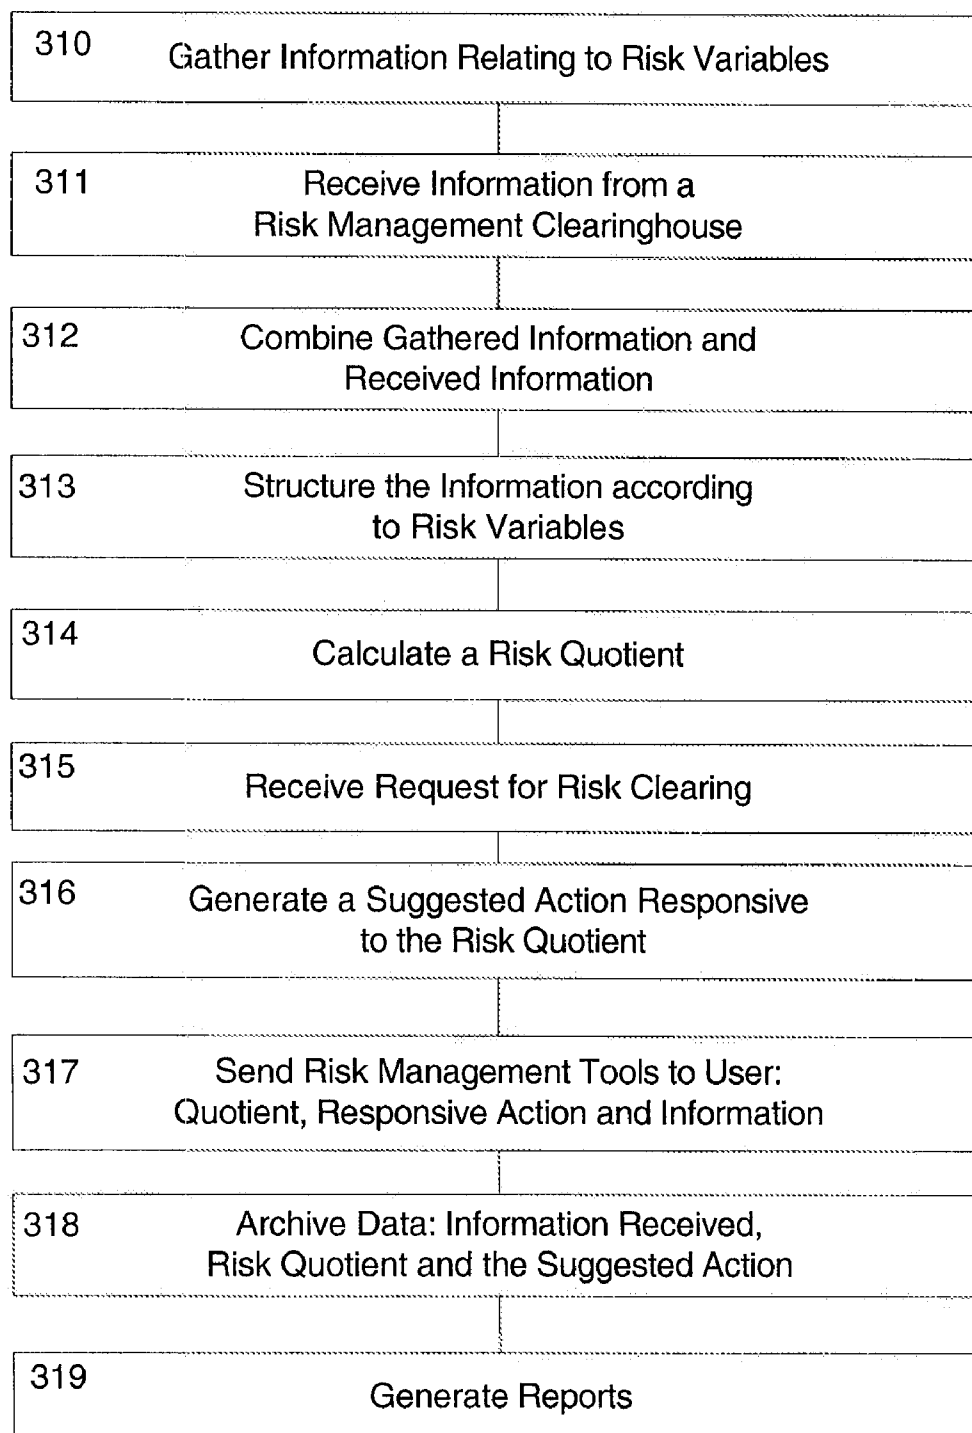 310
Gather Information Relating to Risk Variables
311
Receive Information from a
Risk Management Clearinghouse
312
Combine Gathered Information and
Received Information
313
Structure the Information according
to Risk Variables
314
Calculate a Risk Quotient
315
Receive Request for Risk Clearing
316
Generate a Suggested Action Responsive
to the Risk Quotient
317
Send Risk Management Tools to User:
Quotient, Responsive Action and Information
318
Archive Data: Information Received,
Risk Quotient and the Suggested Action
319
Generate Reports